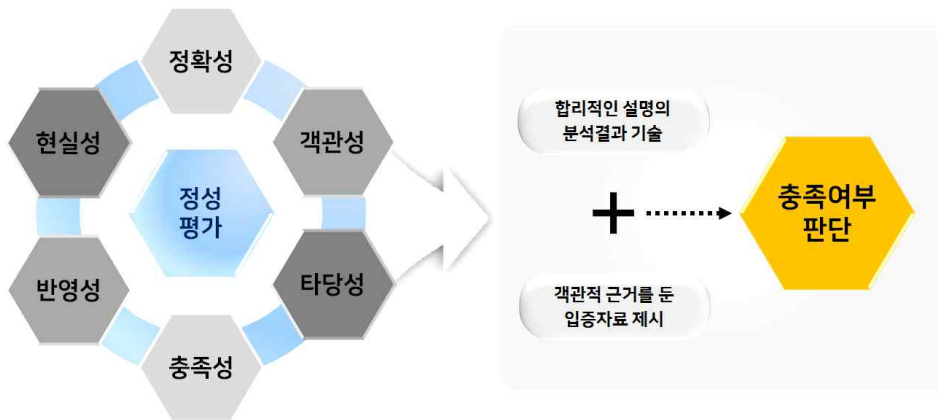 정확성
현실성
객관성
정성
평가
반영성
타당성
충족성
합리적인 설명의
분석결과 기술
+
충족여부
판단
객관적 근거를 둔
입증자료 제시